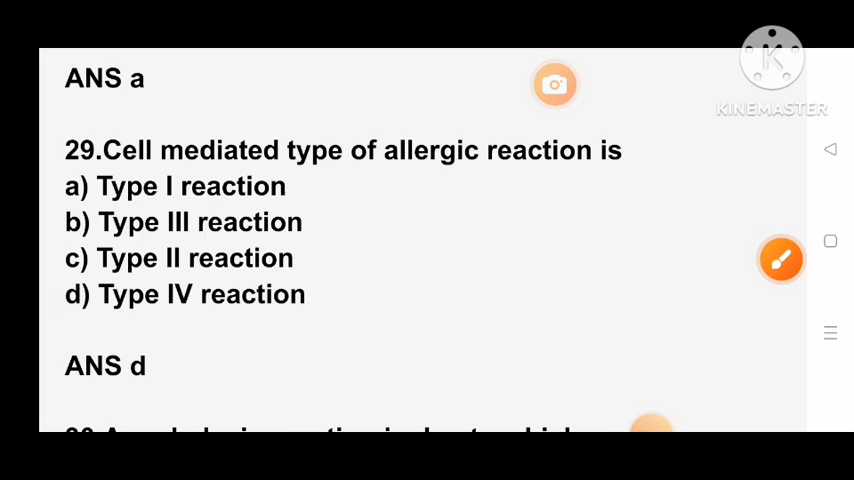 KINEMASTER
ANS a
29.Cell mediated type of allergic reaction is
a) Type I reaction
b) Type III reaction
c) Type II reaction
d) Type IV reaction
ANS d